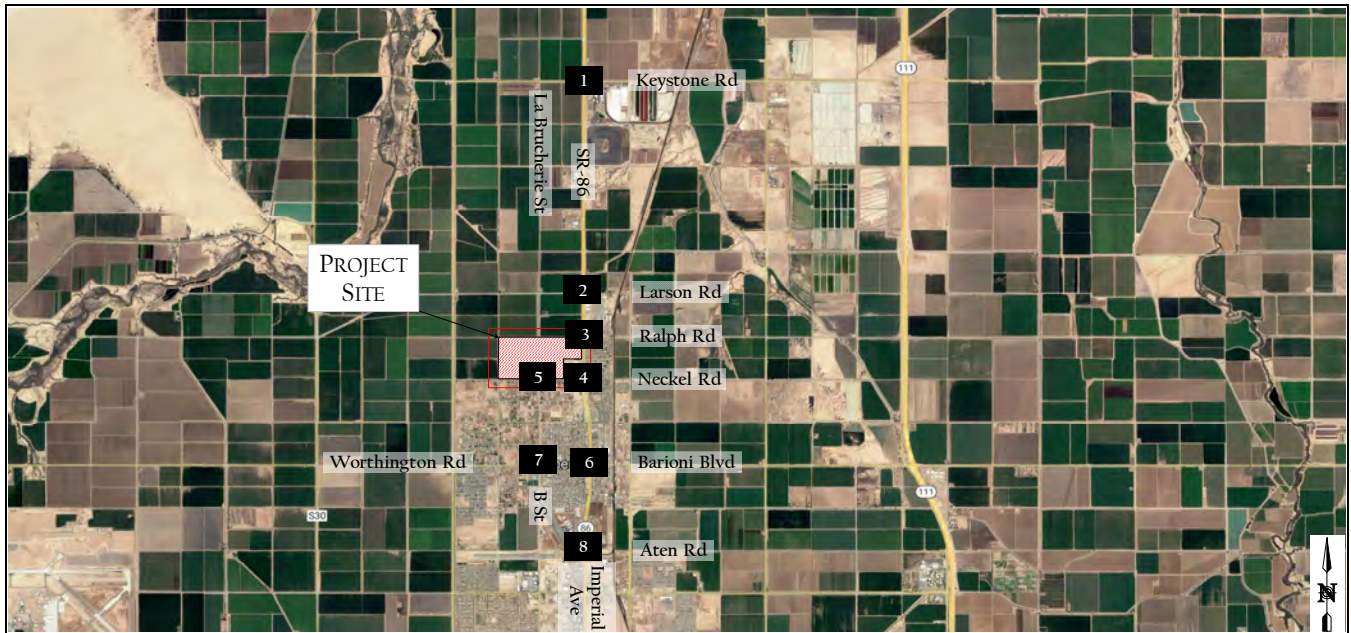 111
1
Keystone Rd
La Brucherie St
SR-86
PROJECT
SITE
2
Larson Rd
3
Ralph Rd
5
4
Neckel Rd
Worthington Rd
7
6
Barioni Blvd
B St
111
S30
86
8
Aten Rd
Imperial
Ave
N